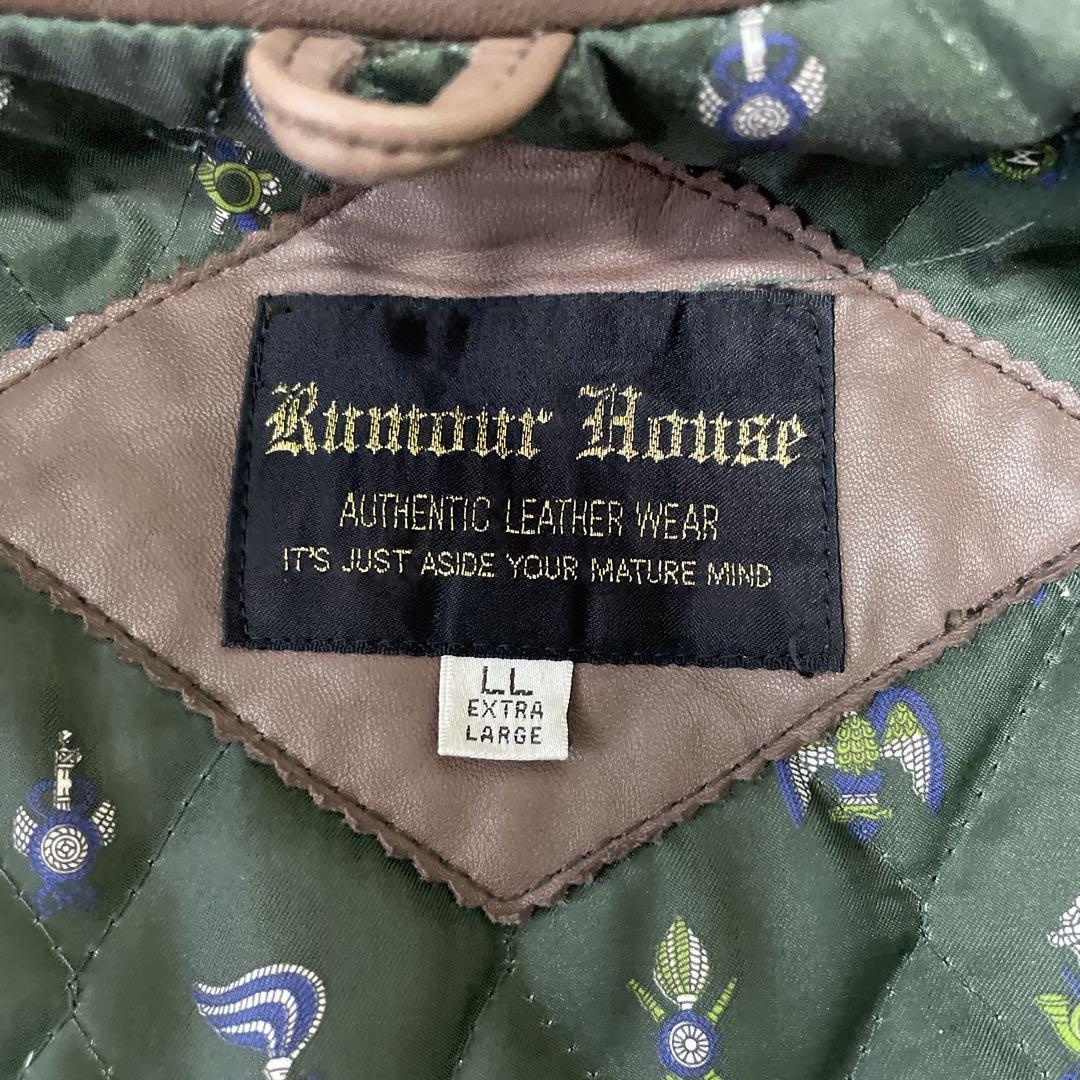 Rumour House
AUTHENTIC LEATHER WEAR
IT'S JUST ASIDE YOUR MATURE MIND
LL
EXTRA
LARGE